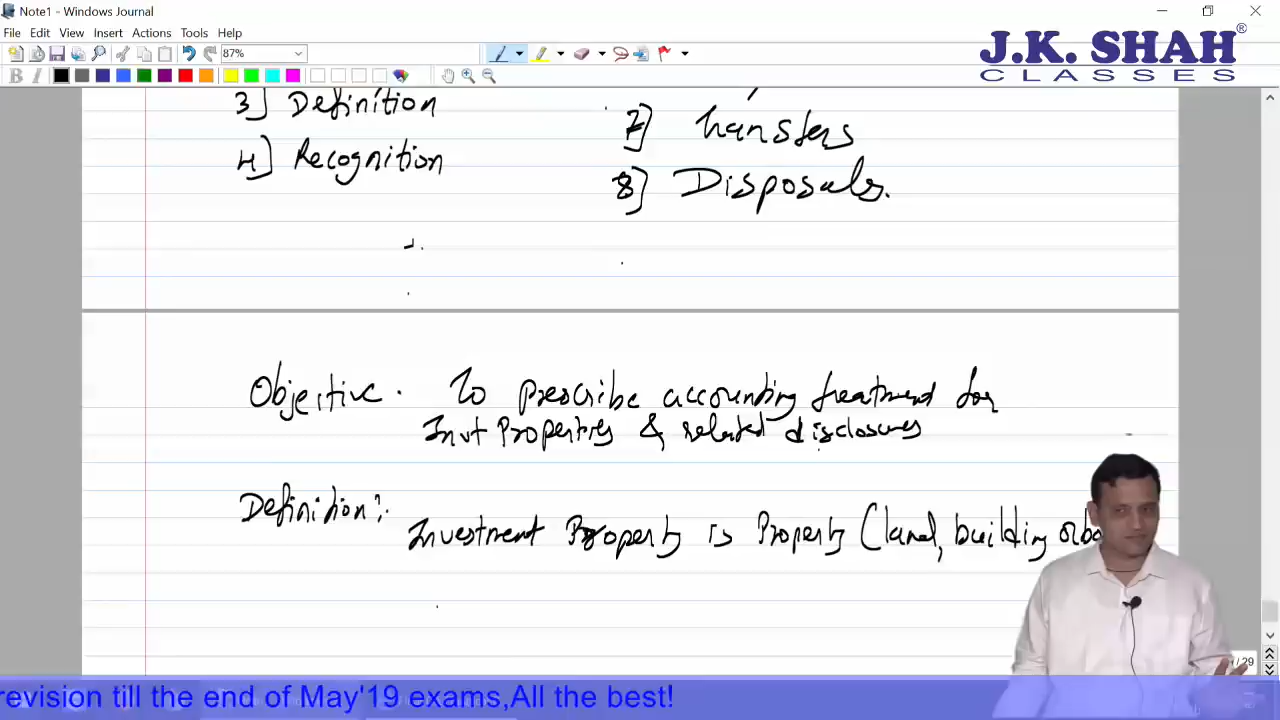 Note1 - Windows Journal
File Edit View Insert Actions Tools Help
87%
J.K. SHAH®
CLASSES
3] Definition
7] Transfers
4] Recognition
8] Disposals.
Objective. To prescribe accounting treatment for
Invt Properties & related disclosures
Definition:
Investment Property is Property (land, building or bo
/ 29
revision till the end of May'19 exams,All the best!